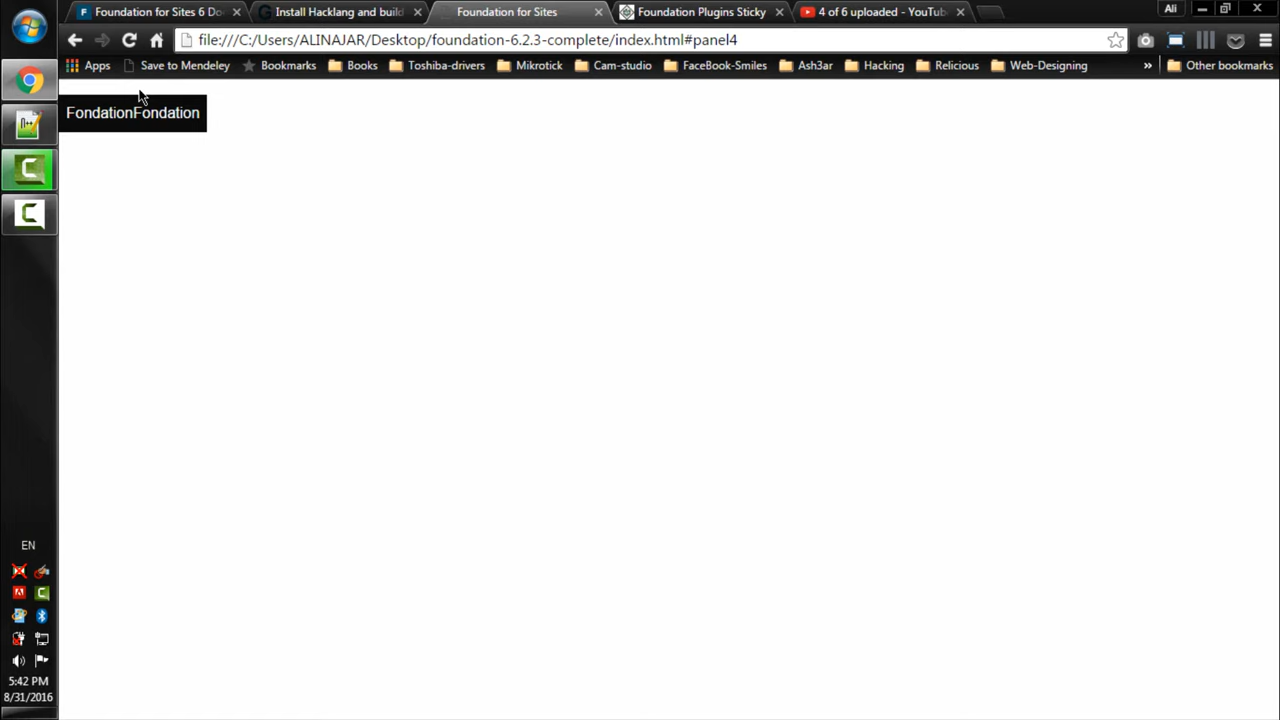 Foundation for Sites 6 Do
Install Hacklang and build
Foundation for Sites
Foundation Plugins Sticky
4 of 6 uploaded - YouTub
Ali
file:///C:/Users/ALINAJAR/Desktop/foundation-6.2.3-complete/index.html#panel4
Apps
Save to Mendeley
Bookmarks
Books
Toshiba-drivers
Mikrotick
Cam-studio
FaceBook-Smiles
Ash3ar
Hacking
Relicious
Web-Designing
»
Other bookmarks
FondationFondation
EN
5:42 PM
8/31/2016